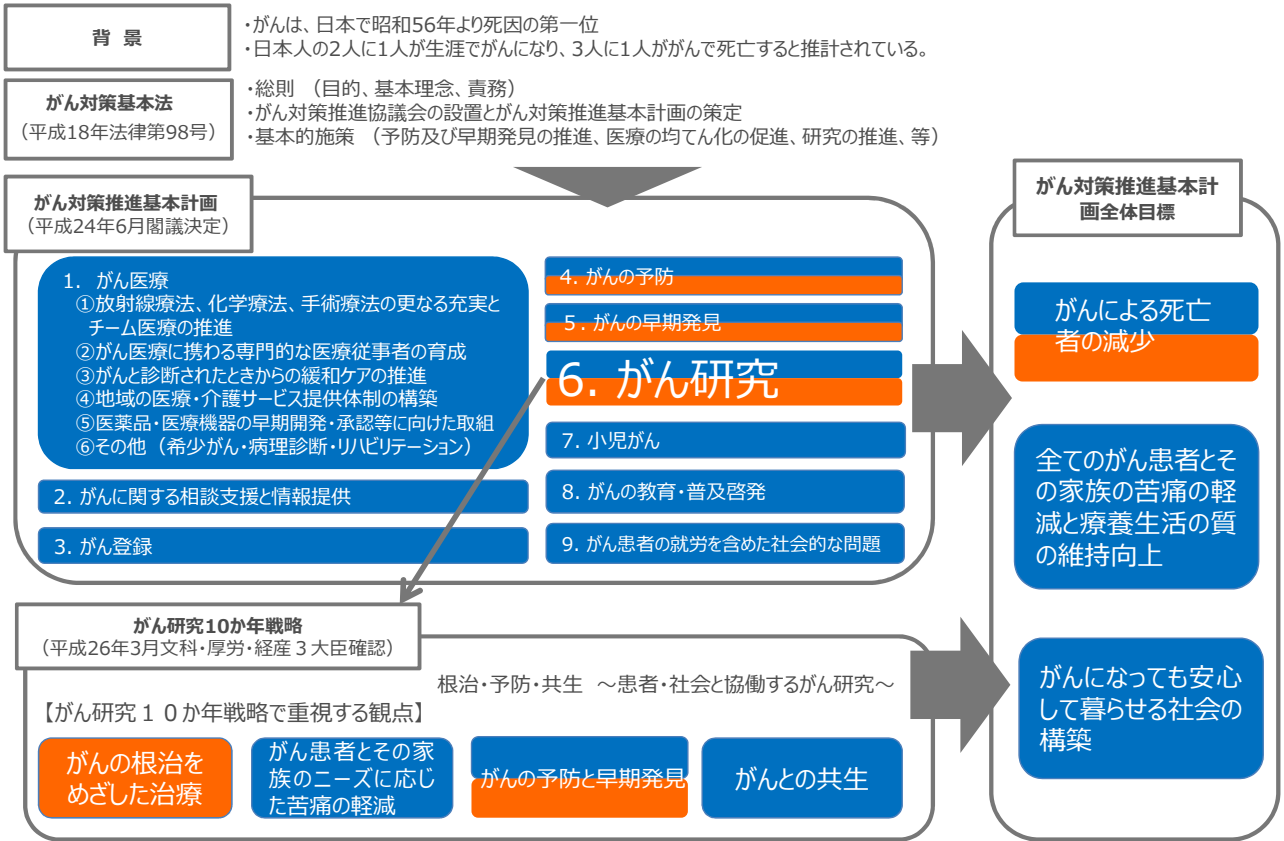 背 景
・がんは、日本で昭和56年より死因の第一位
・日本人の2人に1人が生涯でがんになり、3人に1人ががんで死亡すると推計されている。
がん対策基本法
（平成18年法律第98号）
・総則 （目的、基本理念、責務）
・がん対策推進協議会の設置とがん対策推進基本計画の策定
・基本的施策 （予防及び早期発見の推進、医療の均てん化の促進、研究の推進、等）
がん対策推進基本計画
（平成24年6月閣議決定）
1. がん医療
①放射線療法、化学療法、手術療法の更なる充実と
チーム医療の推進
②がん医療に携わる専門的な医療従事者の育成
③がんと診断されたときからの緩和ケアの推進
④地域の医療・介護サービス提供体制の構築
⑤医薬品・医療機器の早期開発・承認等に向けた取組
⑥その他（希少がん・病理診断・リハビリテーション）
2. がんに関する相談支援と情報提供
3. がん登録
4. がんの予防
5. がんの早期発見
6. がん研究
7. 小児がん
8. がんの教育・普及啓発
9. がん患者の就労を含めた社会的な問題
がん対策推進基本計
画全体目標
がんによる死亡
者の減少
全てのがん患者とそ
の家族の苦痛の軽
減と療養生活の質
の維持向上
がんになっても安心
して暮らせる社会の
構築
がん研究10か年戦略
（平成26年3月文科・厚労・経産３大臣確認）
根治・予防・共生 ～患者・社会と協働するがん研究～
【がん研究１０か年戦略で重視する観点】
がんの根治を
めざした治療
がん患者とその家
族のニーズに応じ
た苦痛の軽減
がんの予防と早期発見
がんとの共生